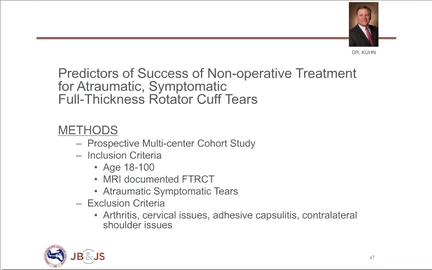 DR. KUHN
Predictors of Success of Non-operative Treatment
for Atraumatic, Symptomatic
Full-Thickness Rotator Cuff Tears
METHODS
– Prospective Multi-center Cohort Study
– Inclusion Criteria
• Age 18-100
• MRI documented FTRCT
• Atraumatic Symptomatic Tears
– Exclusion Criteria
• Arthritis, cervical issues, adhesive capsulitis, contralateral
shoulder issues
JB&JS
47